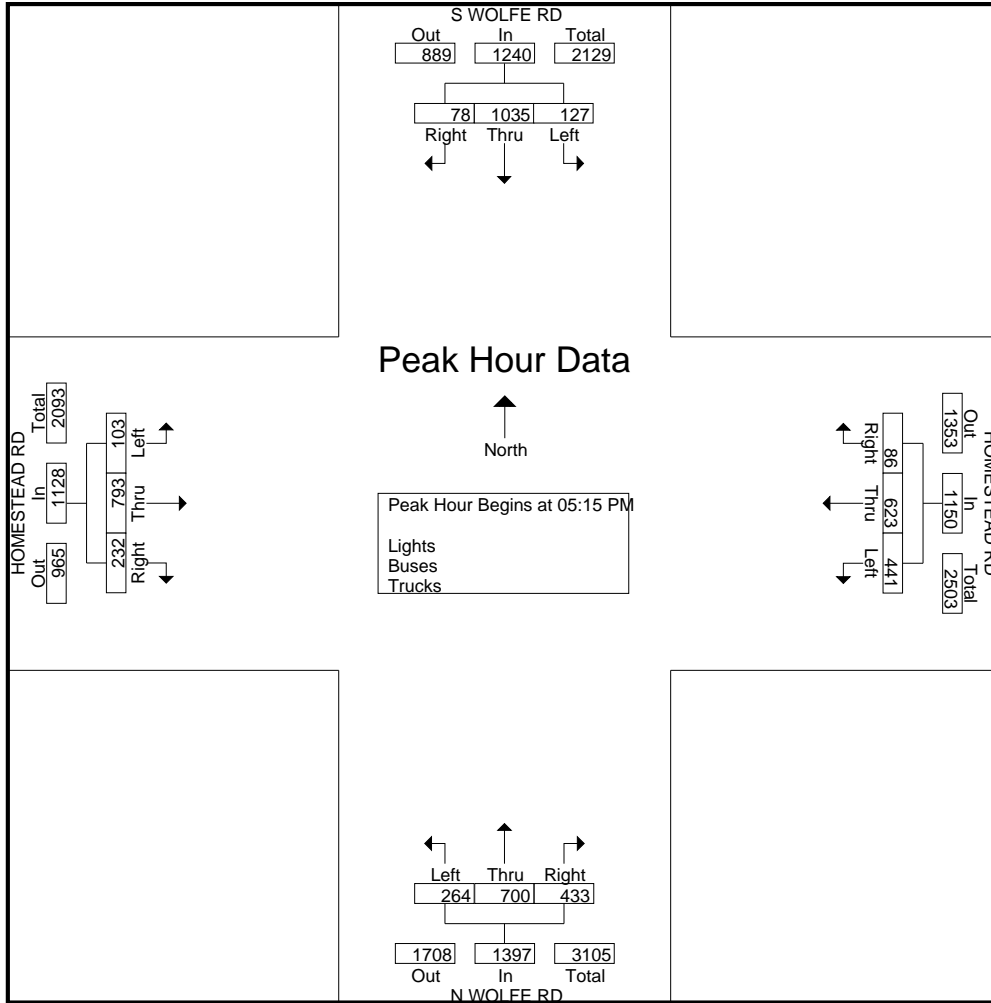 S WOLFE RD
Out In Total
889 1240 2129
78 1035 127
Right Thru Left
Peak Hour Data
North
Peak Hour Begins at 05:15 PM
Lights
Buses
Trucks
HOMESTEAD RD
Out In Total
965 1128 2093
232 793 103
Right Thru Left
HOMESTEAD RD
Out In Total
1353 1150 2503
86 623 441
Right Thru Left
Left Thru Right
264 700 433
1708 1397 3105
Out In Total
N WOLFE RD